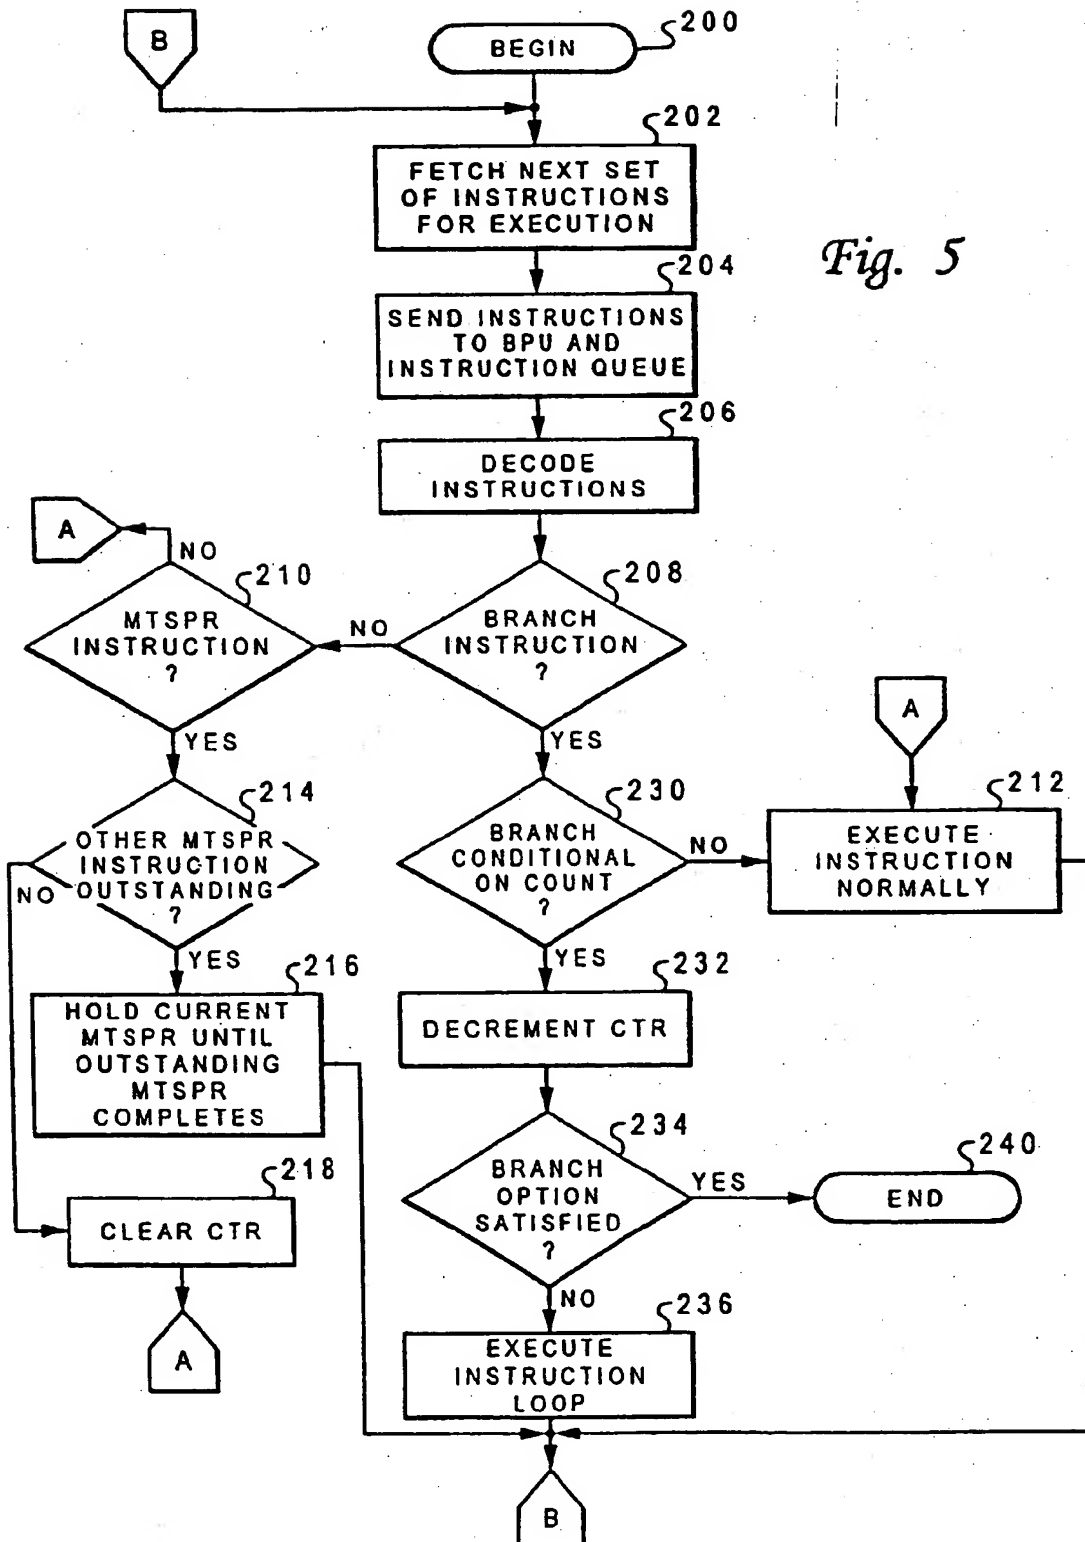 B
BEGIN
200
202
FETCH NEXT SET
OF INSTRUCTIONS
FOR EXECUTION
Fig. 5
204
SEND INSTRUCTIONS
TO BPU AND
INSTRUCTION QUEUE
206
DECODE
INSTRUCTIONS
A
NO
210
MTSPR
INSTRUCTION
?
NO
208
BRANCH
INSTRUCTION
?
YES
YES
A
214
OTHER MTSPR
INSTRUCTION
OUTSTANDING
?
NO
230
BRANCH
CONDITIONAL
ON COUNT
?
NO
212
EXECUTE
INSTRUCTION
NORMALLY
YES
YES
216
HOLD CURRENT
MTSPR UNTIL
OUTSTANDING
MTSPR
COMPLETES
232
DECREMENT CTR
234
BRANCH
OPTION
SATISFIED
?
YES
240
END
218
CLEAR CTR
NO
A
236
EXECUTE
INSTRUCTION
LOOP
B